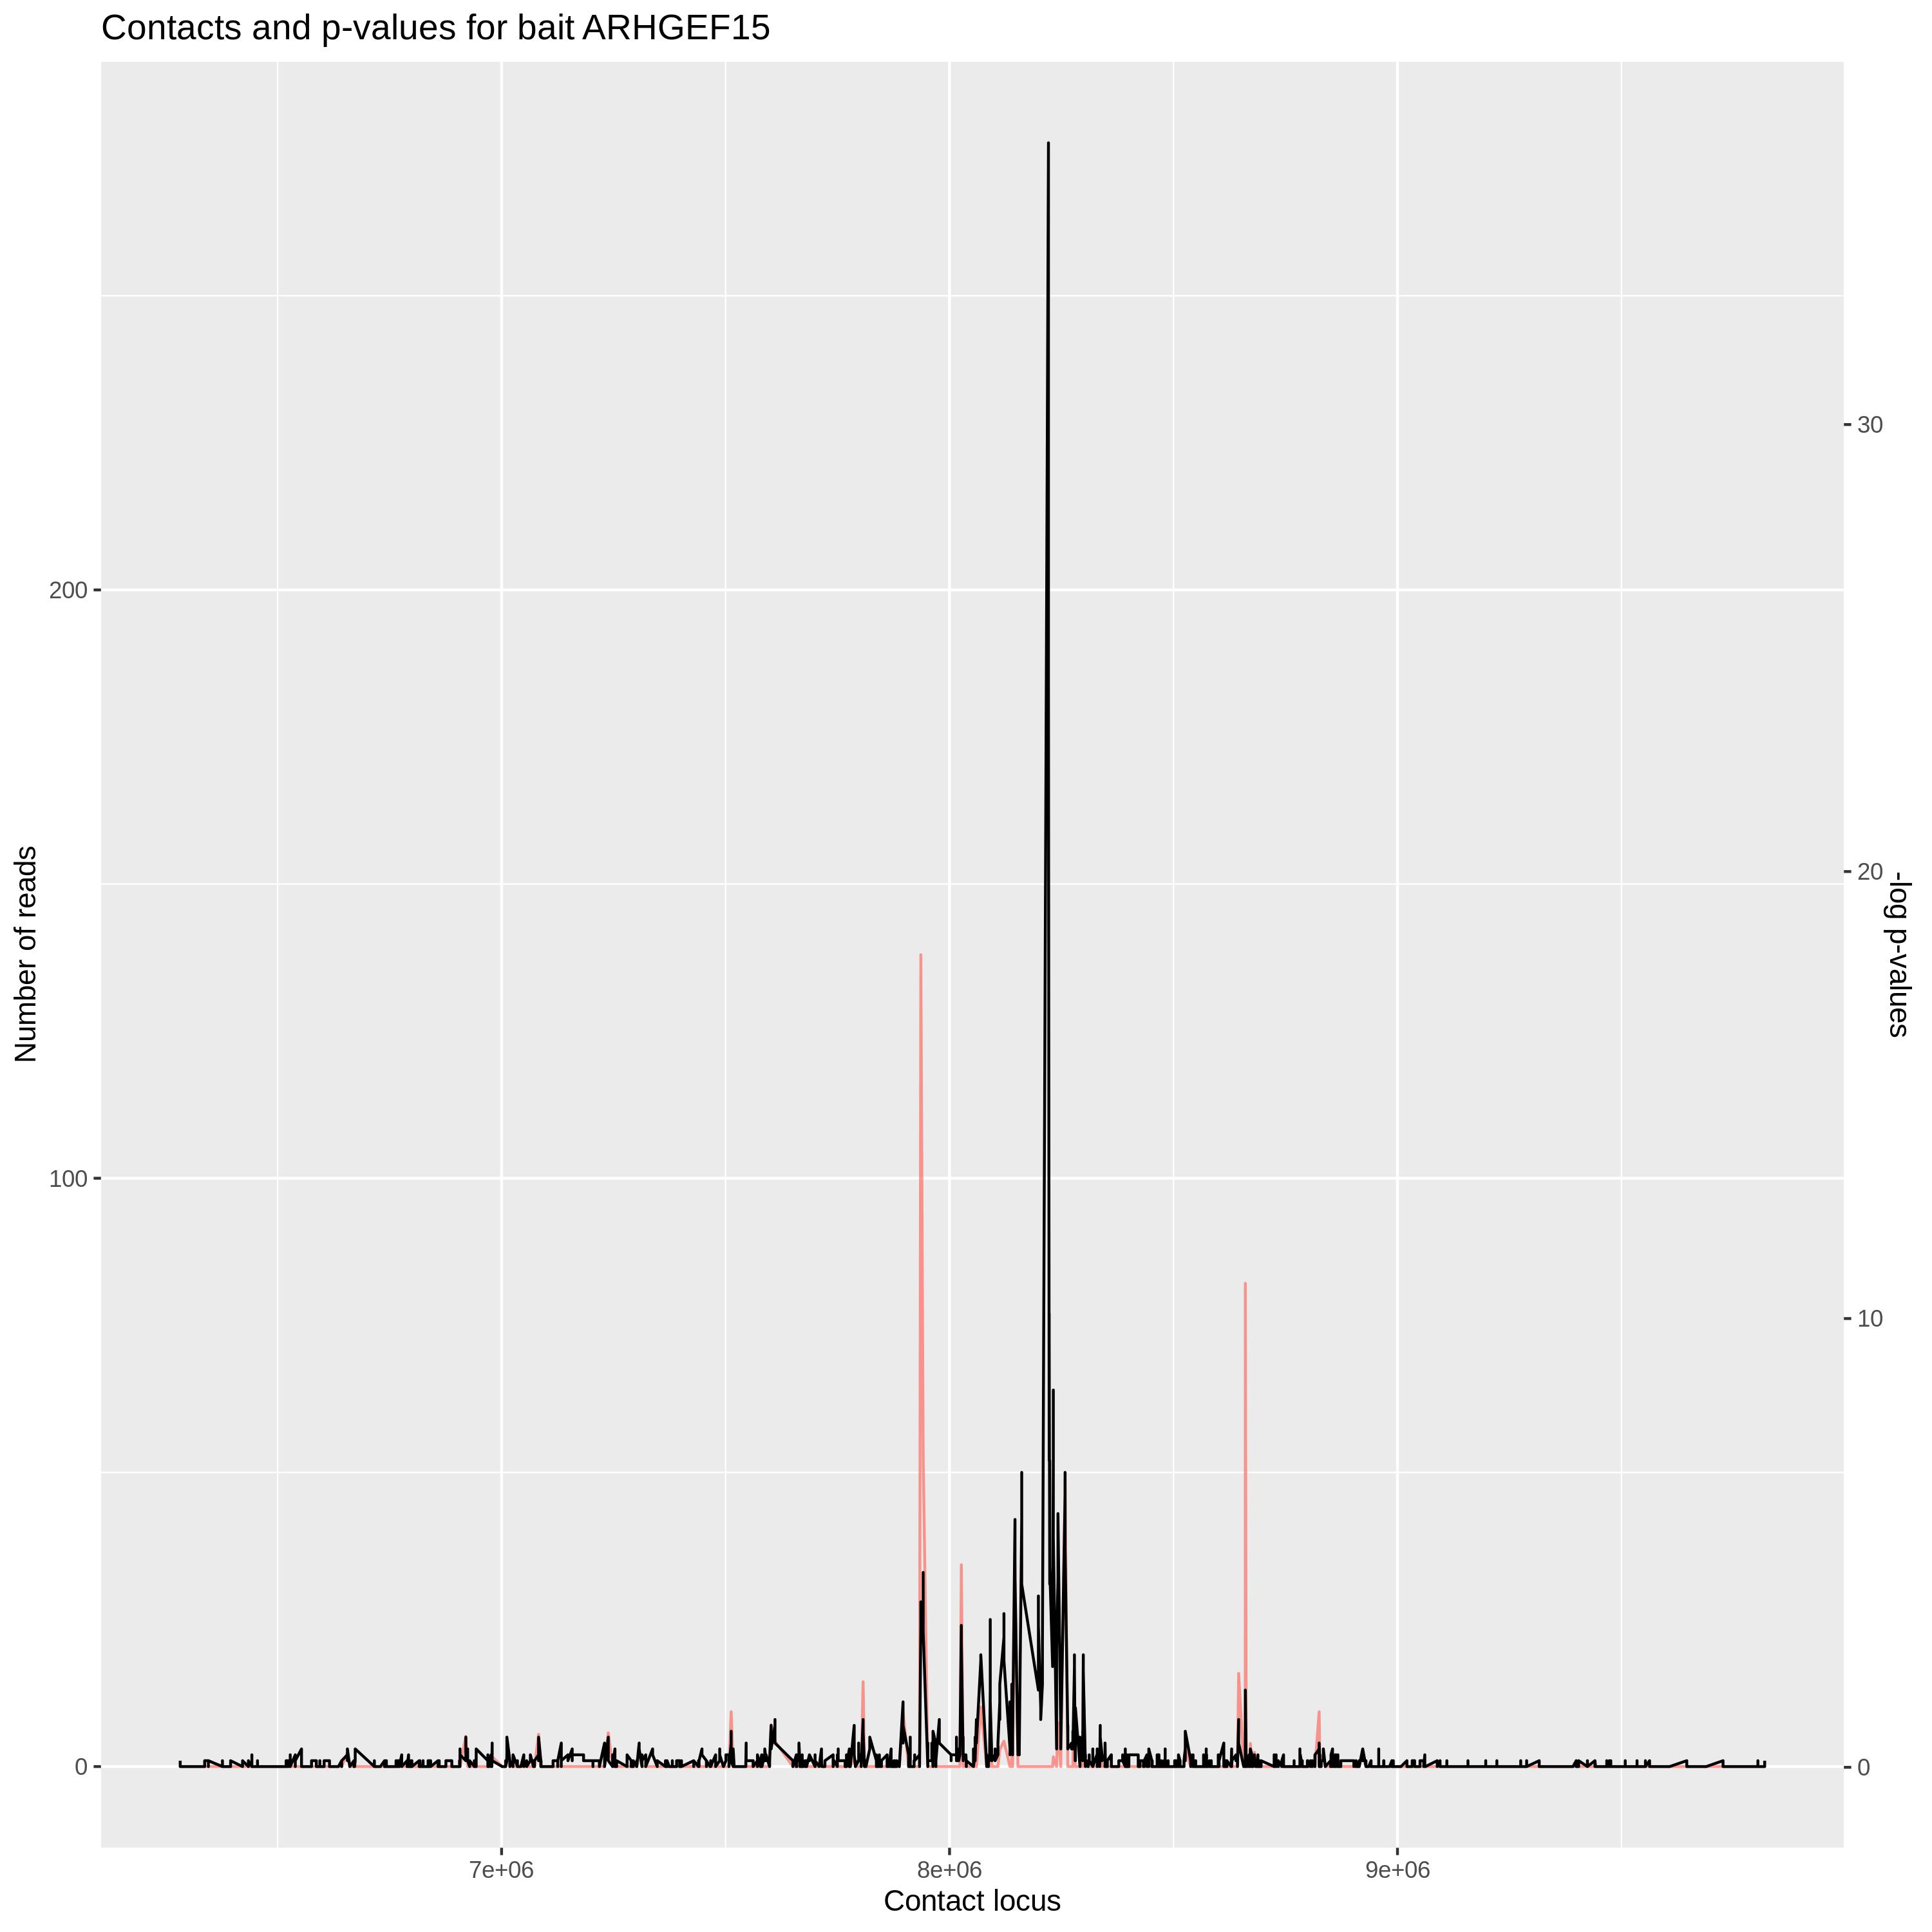 Contacts and p-values for bait ARHGEF15
Number of reads
200
100
0
30
20
10
0
-log p-values
7e+06
8e+06
9e+06
Contact locus